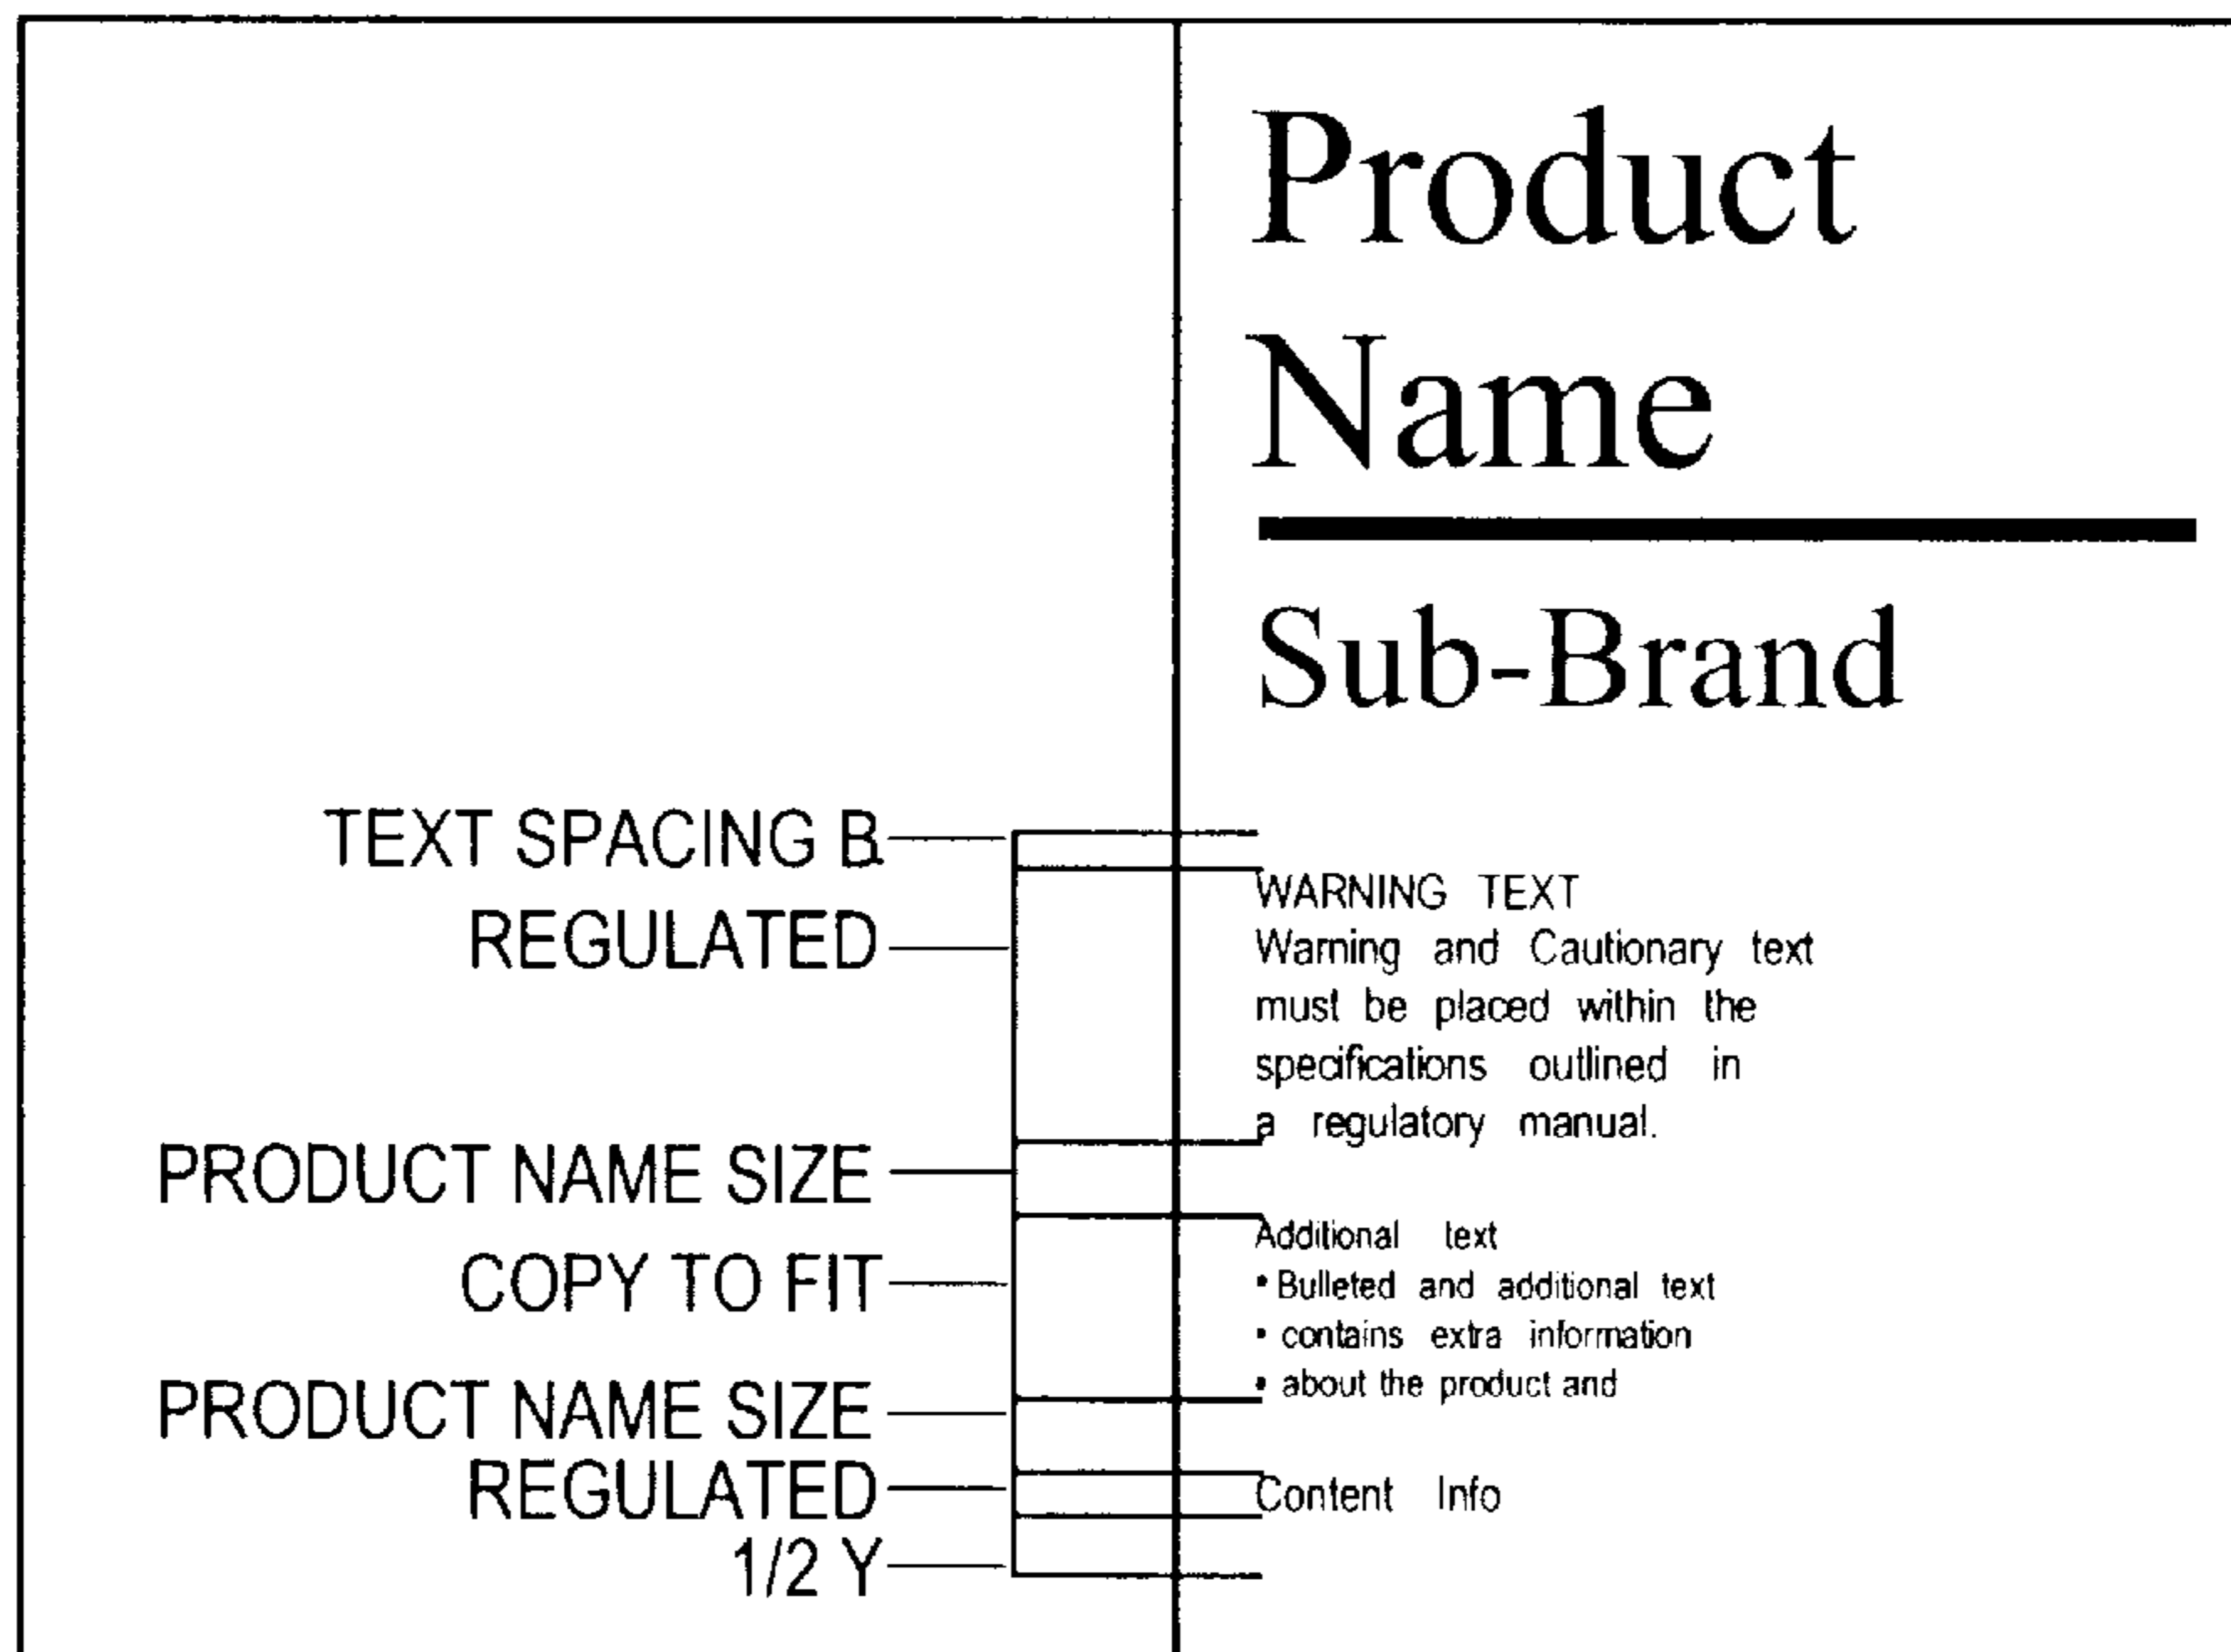 Product
Name
Sub-Brand
TEXT SPACING B
REGULATED
PRODUCT NAME SIZE
COPY TO FIT
PRODUCT NAME SIZE
REGULATED
1/2 Y
WARNING TEXT
Warning and Cautionary text
must be placed within the
specifications outlined in
a regulatory manual.
Additional text
• Bulleted and additional text
• contains extra information
• about the product and
Content Info